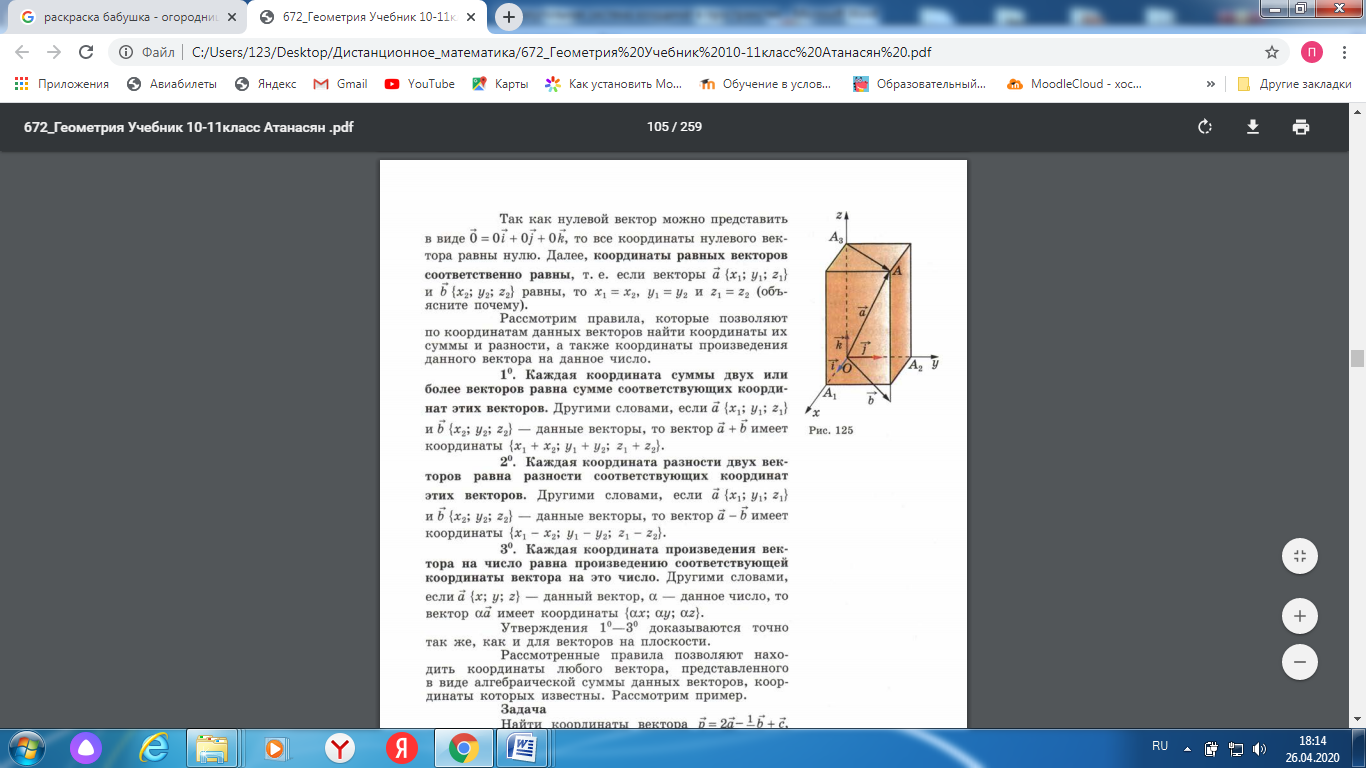 раскраска бабушка - огородниц
672_Геометрия Учебник 10-11кл
Файл
C:/Users/123/Desktop/Дистанционное_математика/672_Геометрия%20Учебник%2010-11класс%20Атанасян%20.pdf
П
Приложения
Авиабилеты
Яндекс
Gmail
YouTube
Карты
Как установить Mo...
Обучение в услов...
Образовательный...
MoodleCloud - хос...
»
Другие закладки
672_Геометрия Учебник 10-11класс Атанасян .pdf
105 / 259
Так как нулевой вектор можно представить
в виде 0⃗ = 0i⃗ + 0j⃗ + 0k⃗, то все координаты нулевого век-
тора равны нулю. Далее, координаты равных векторов
соответственно равны, т. е. если векторы a⃗ {x₁; y₁; z₁}
и b⃗ {x₂; y₂; z₂} равны, то x₁ = x₂, y₁ = y₂ и z₁ = z₂ (объ-
ясните почему).
Рассмотрим правила, которые позволяют
по координатам данных векторов найти координаты их
суммы и разности, а также координаты произведения
данного вектора на данное число.
1⁰. Каждая координата суммы двух или
более векторов равна сумме соответствующих коорди-
нат этих векторов. Другими словами, если a⃗ {x₁; y₁; z₁}
и b⃗ {x₂; y₂; z₂} — данные векторы, то вектор a⃗ + b⃗ имеет
координаты {x₁ + x₂; y₁ + y₂; z₁ + z₂}.
2⁰. Каждая координата разности двух век-
торов равна разности соответствующих координат
этих векторов. Другими словами, если a⃗ {x₁; y₁; z₁}
и b⃗ {x₂; y₂; z₂} — данные векторы, то вектор a⃗ − b⃗ имеет
координаты {x₁ − x₂; y₁ − y₂; z₁ − z₂}.
3⁰. Каждая координата произведения век-
тора на число равна произведению соответствующей
координаты вектора на это число. Другими словами,
если a⃗ {x; y; z} — данный вектор, α — данное число, то
вектор αa⃗ имеет координаты {αx; αy; αz}.
Утверждения 1⁰—3⁰ доказываются точно
так же, как и для векторов на плоскости.
Рассмотренные правила позволяют нахо-
дить координаты любого вектора, представленного
в виде алгебраической суммы данных векторов, коор-
динаты которых известны. Рассмотрим пример.
Задача
Найти координаты вектора p⃗ = 2a⃗ − 1 b⃗ + c⃗,
z
A₃
A
a⃗
k⃗
j⃗
i⃗
O
A₂
y
A₁
b⃗
x
Рис. 125
RU
18:14
26.04.2020